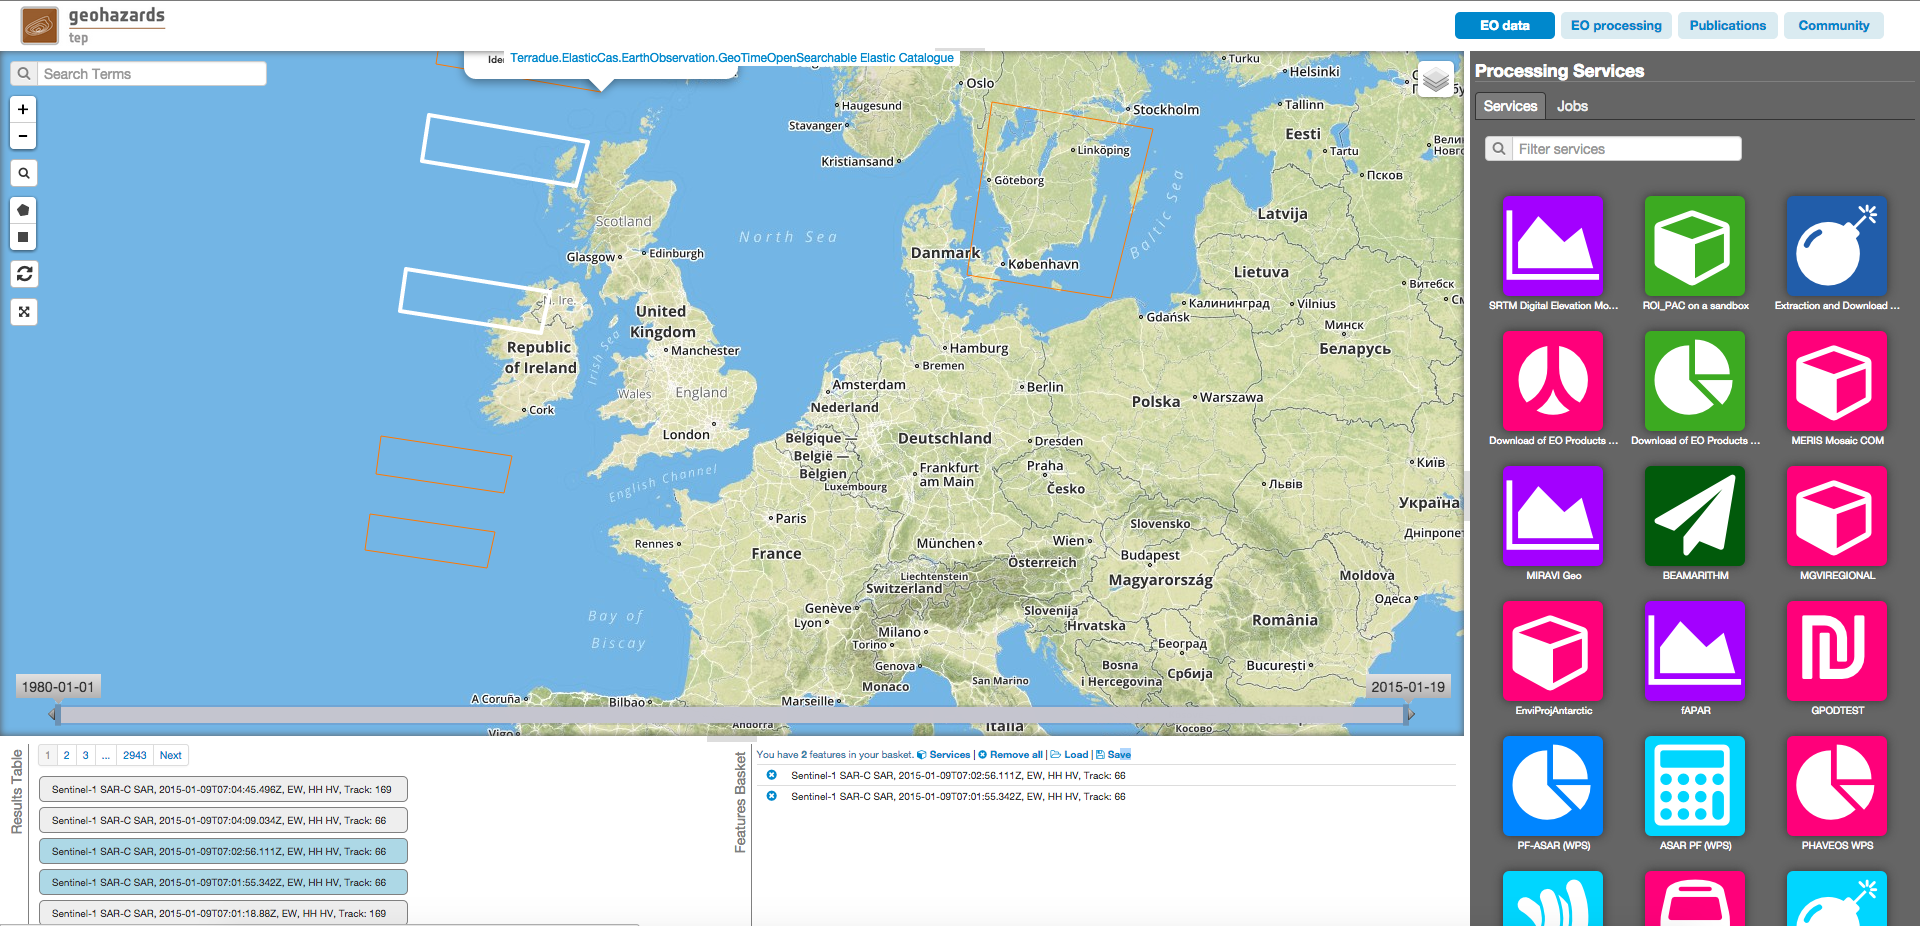 geohazards
tep
EO data
EO processing
Publications
Community
Iden
Terradue.ElasticCas.EarthObservation.GeoTimeOpenSearchable Elastic Catalogue
Search Terms
+
−
Turku
Helsinki
Oslo
Haugesund
Stockholm
Tallinn
Stavanger
Eesti
Linköping
Tartu
Kristiansand
Göteborg
Псков
Scotland
Latvija
North Sea
Baltic Sea
Glasgow
Edinburgh
Danmark
København
Lietuva
Витебск
N. Ire.
Калининград
Vilnius
United
Kingdom
Gdańsk
Минск
Republic
of Ireland
Irish Sea
Manchester
Hamburg
Беларусь
Bremen
Amsterdam
Berlin
Wales
England
Nederland
Polska
Warszawa
Cork
London
België —
Belgique —
Belgien
Deutschland
Dresden
Luxembourg
Frankfurt
am Main
Praha
Česko
Київ
Львів
English Channel
Україна
Paris
Slovensko
Дніпропет
Rennes
France
München
Wien
Budapest
Österreich
Liechtenstein
Switzerland
Magyarország
Moldova
Одеса
Bay of
Biscay
Genève
Lyon
Slovenija
Hrvatska
România
Milano
Torino
Београд
Genova
Bosna
i Hercegovina
Србија
București
Monaco
San Marino
1980-01-01
2015-01-19
A Coruña
Bilbao
Marseille
Vigo
Andorra
Italia
Косово
Processing Services
Services
Jobs
Filter services
SRTM Digital Elevation Mo...
ROI_PAC on a sandbox
Extraction and Download ...
Download of EO Products ...
Download of EO Products ...
MERIS Mosaic COM
MIRAVI Geo
BEAMARITHM
MGVIREGIONAL
EnviProjAntarctic
fAPAR
GPODTEST
PF-ASAR (WPS)
ASAR PF (WPS)
PHAVEOS WPS
Results Table
1 2 3 ... 2943 Next
Sentinel-1 SAR-C SAR, 2015-01-09T07:04:45.496Z, EW, HH HV, Track: 169
Sentinel-1 SAR-C SAR, 2015-01-09T07:04:09.034Z, EW, HH HV, Track: 66
Sentinel-1 SAR-C SAR, 2015-01-09T07:02:56.111Z, EW, HH HV, Track: 66
Sentinel-1 SAR-C SAR, 2015-01-09T07:01:55.342Z, EW, HH HV, Track: 66
Sentinel-1 SAR-C SAR, 2015-01-09T07:01:18.88Z, EW, HH HV, Track: 169
Features Basket
You have 2 features in your basket. Services | Remove all | Load | Save
Sentinel-1 SAR-C SAR, 2015-01-09T07:02:56.111Z, EW, HH HV, Track: 66
Sentinel-1 SAR-C SAR, 2015-01-09T07:01:55.342Z, EW, HH HV, Track: 66